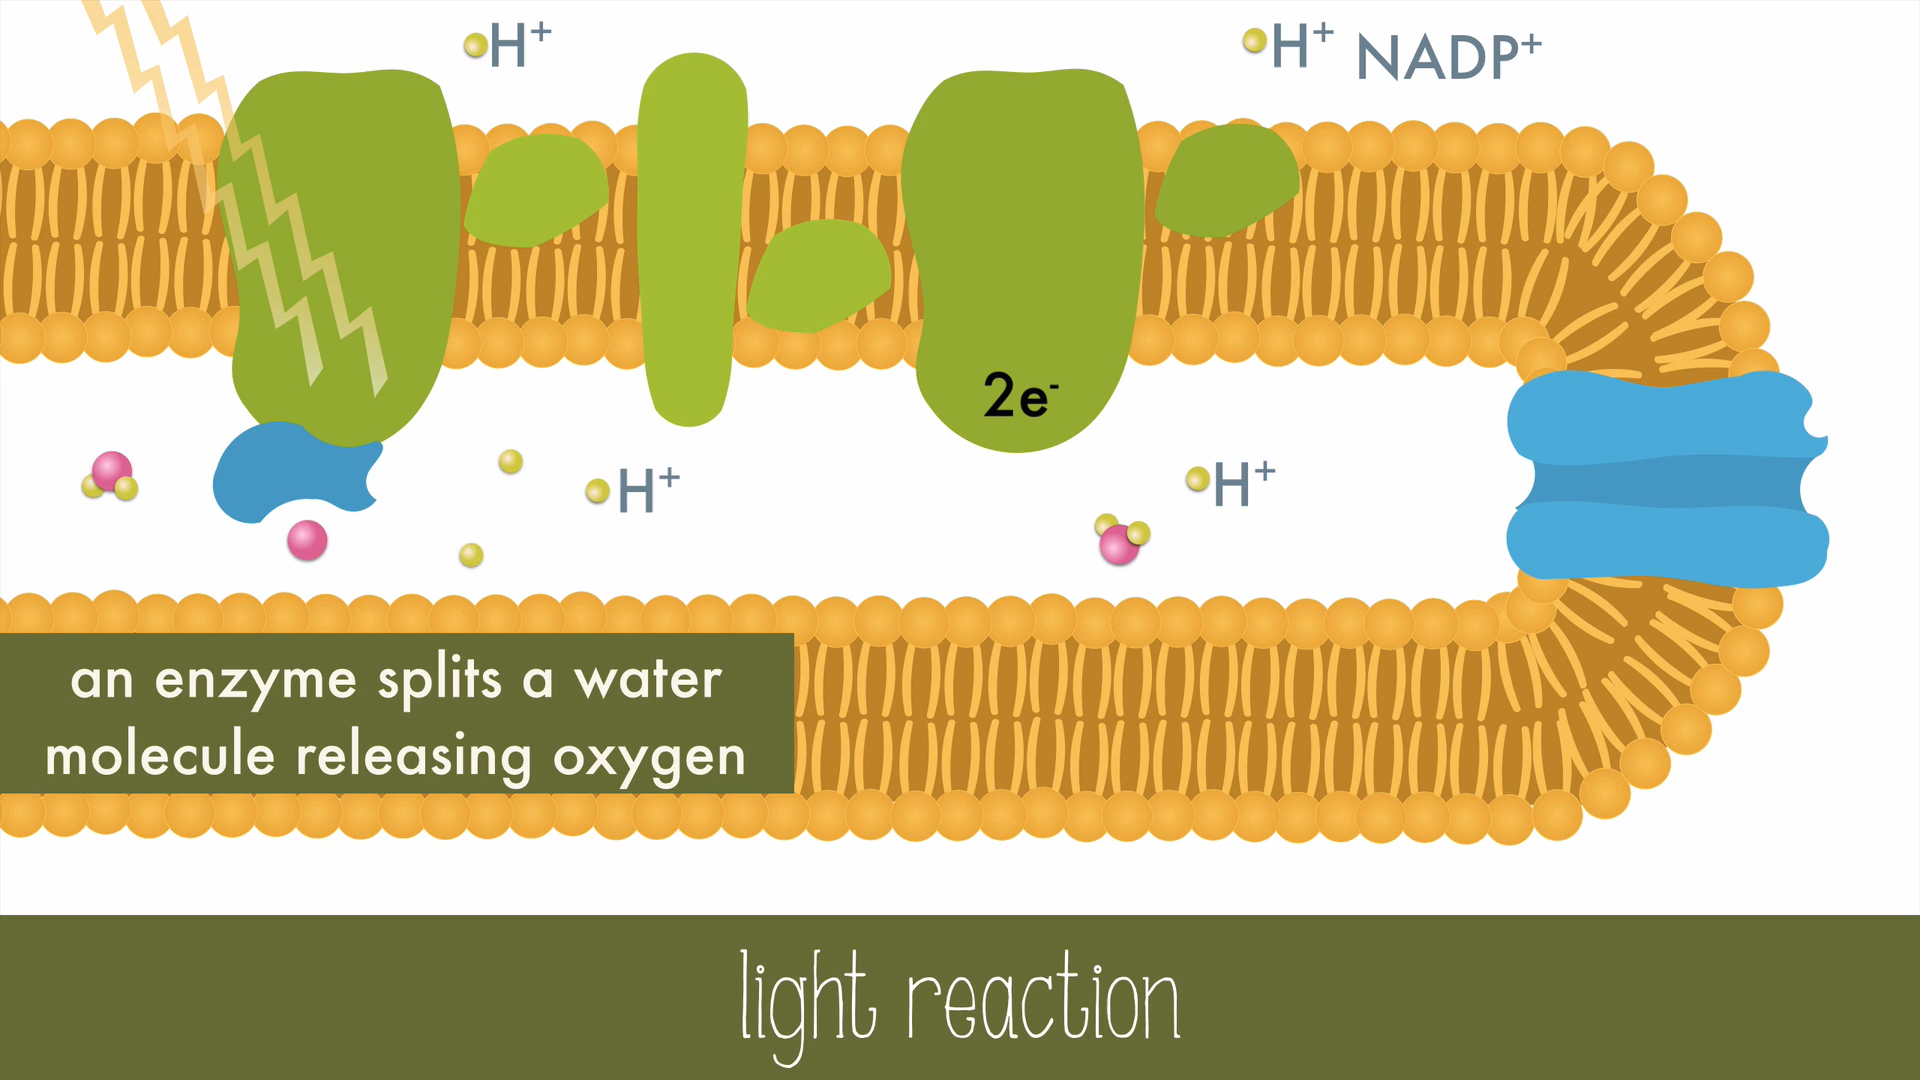 H⁺
H⁺ NADP⁺
2e⁻
H⁺
H⁺
an enzyme splits a water
molecule releasing oxygen
light reaction